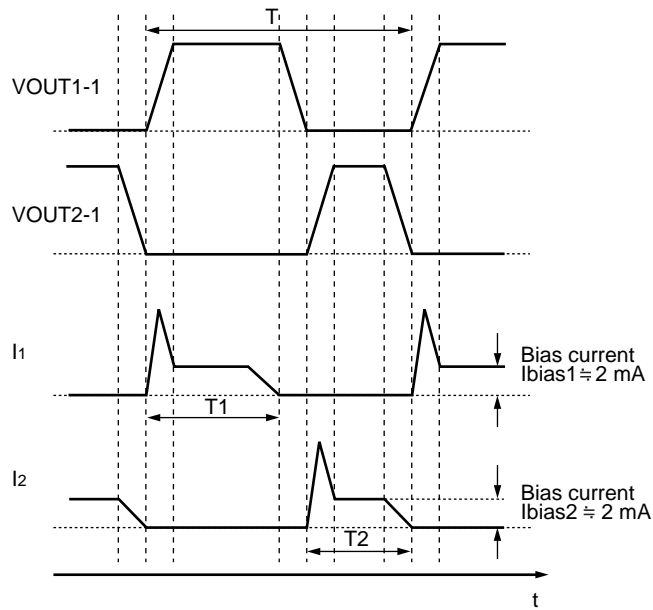 T
VOUT1-1
VOUT2-1
I1
Bias current
Ibias1≒2 mA
T1
I2
Bias current
Ibias2 ≒ 2 mA
T2
t